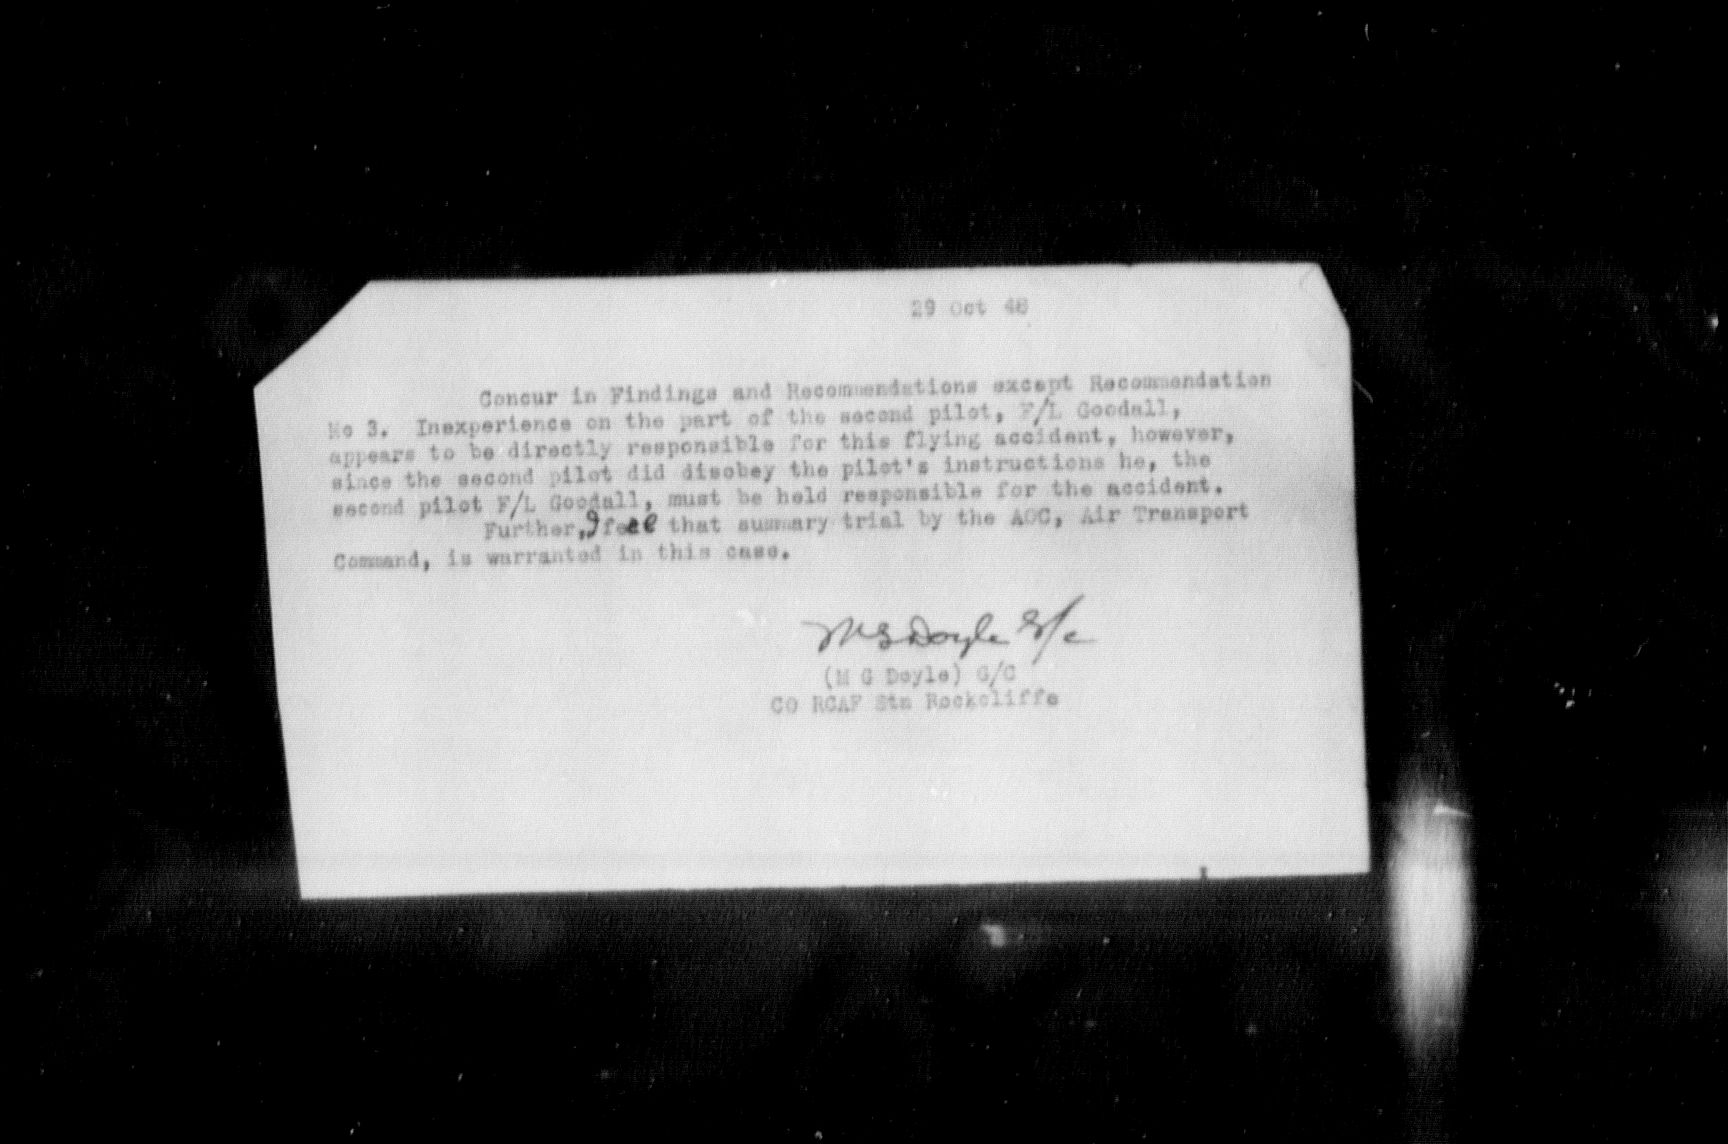 29 Oct 48
Concur in Findings and Recommendations except Recommendation
No 3. Inexperience on the part of the second pilot, F/L Goodall,
appears to be directly responsible for this flying accident, however,
since the second pilot did disobey the pilot's instructions he, the
second pilot F/L Goodall, must be held responsible for the accident.
Further, I feel that summary trial by the AOC, Air Transport
Command, is warranted in this case.
M G Doyle G/C
(M G Doyle) G/C
CO RCAF Stn Rockcliffe